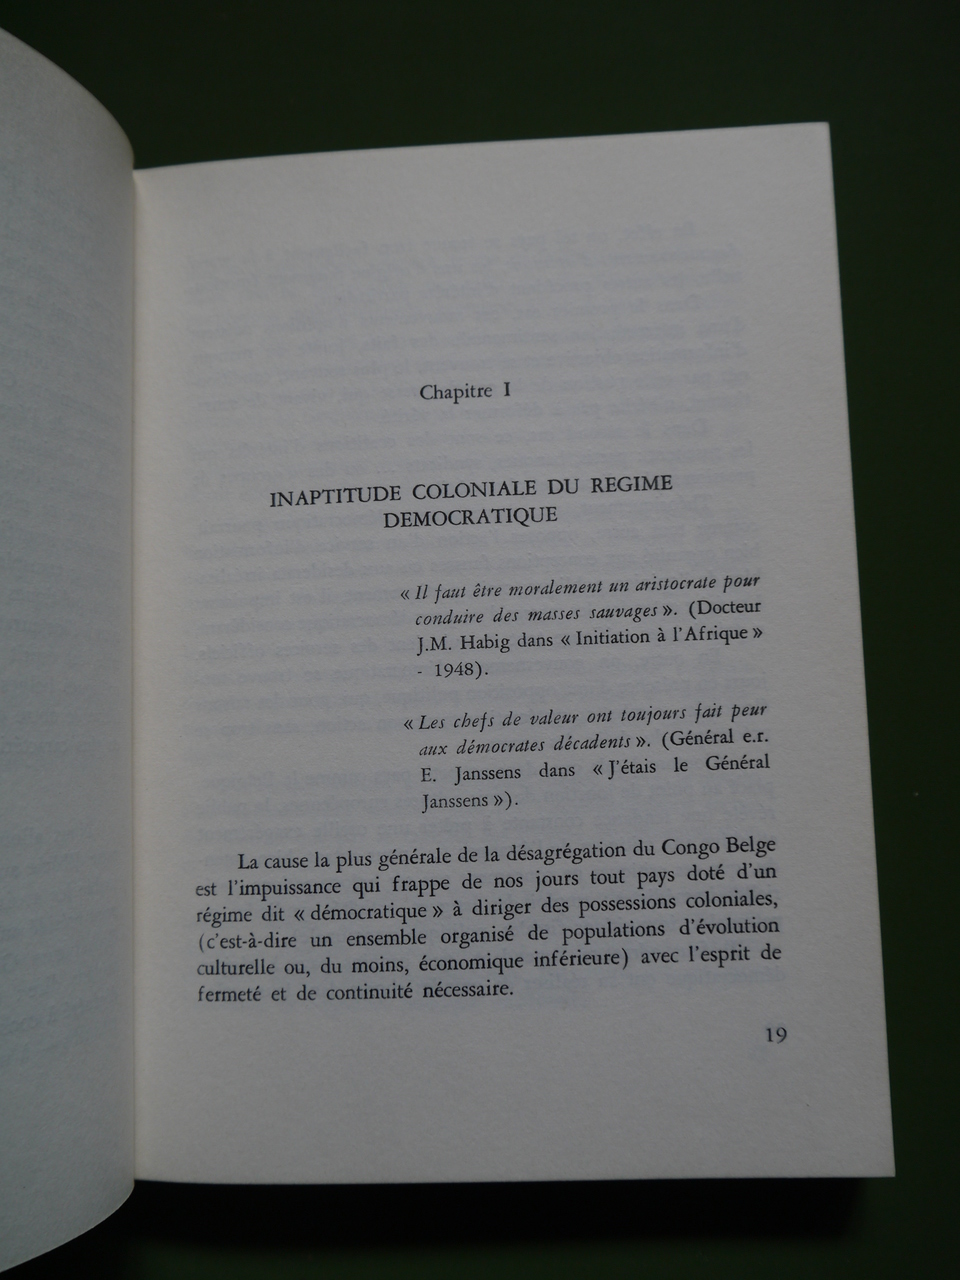 Chapitre I
INAPTITUDE COLONIALE DU REGIME
DEMOCRATIQUE
« Il faut être moralement un aristocrate pour
conduire des masses sauvages ». (Docteur
J.M. Habig dans « Initiation à l'Afrique »
- 1948).
« Les chefs de valeur ont toujours fait peur
aux démocrates décadents ». (Général e.r.
E. Janssens dans « J'étais le Général
Janssens »).
La cause la plus générale de la désagrégation du Congo Belge
est l'impuissance qui frappe de nos jours tout pays doté d'un
régime dit « démocratique » à diriger des possessions coloniales,
(c'est-à-dire un ensemble organisé de populations d'évolution
culturelle ou, du moins, économique inférieure) avec l'esprit de
fermeté et de continuité nécessaire.
19